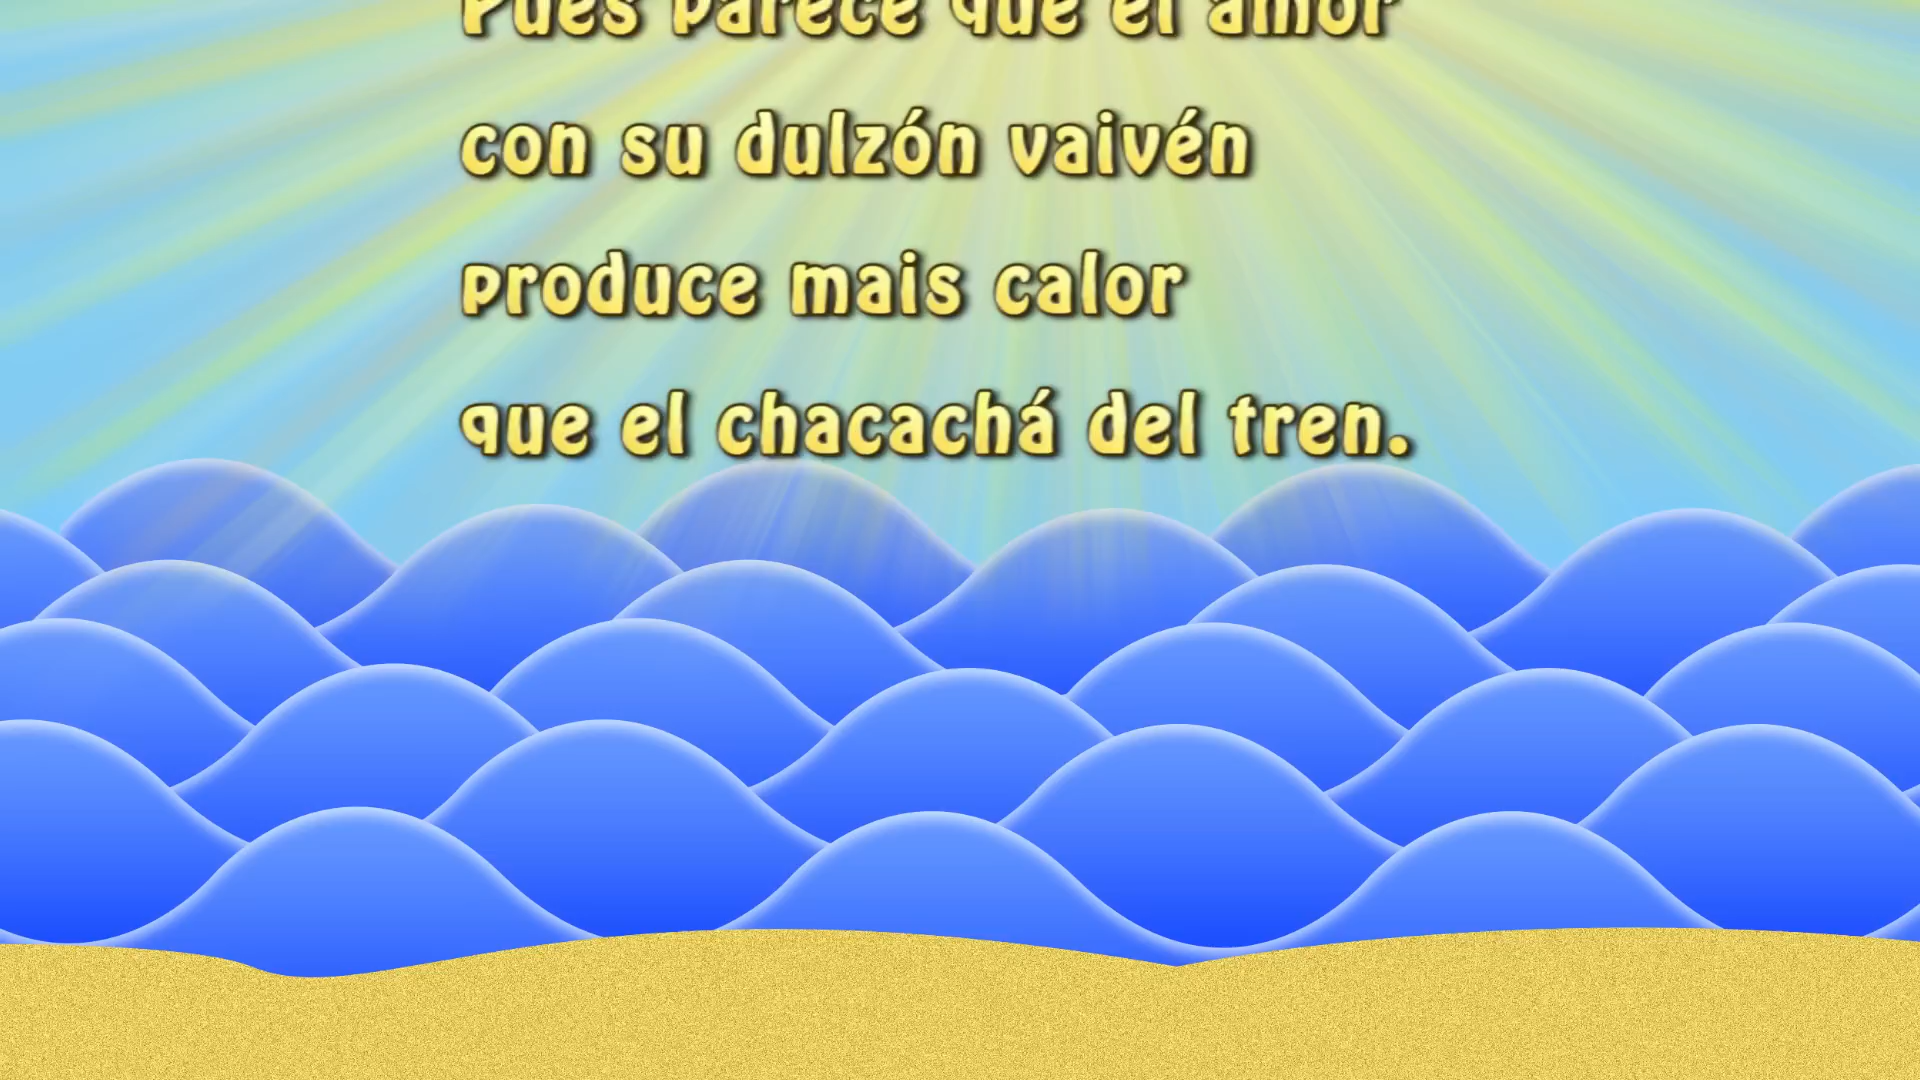 Pues parece que el amor
con su dulzón vaivén
produce mais calor
que el chacachá del tren.